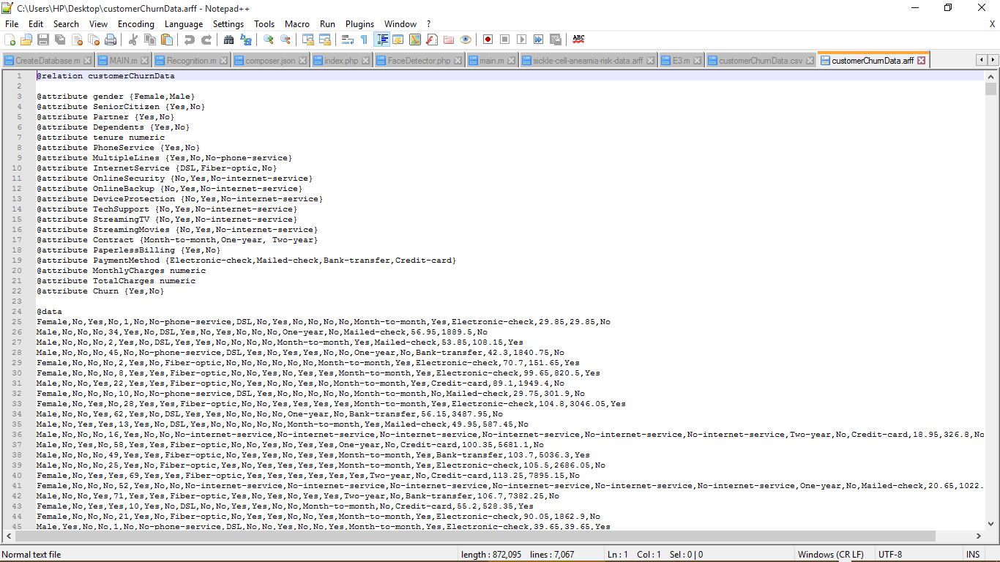 C:\Users\HP\Desktop\customerChurnData.arff - Notepad++
File Edit Search View Encoding Language Settings Tools Macro Run Plugins Window ? X
CreateDatabase.m MAIN.m Recognition.m composer.json index.php FaceDetector.php main.m sickle-cell-aneamia-risk-data.arff E3.m customerChurnData.csv customerChurnData.arff
1 @relation customerChurnData
2
3 @attribute gender {Female,Male}
4 @attribute SeniorCitizen {Yes,No}
5 @attribute Partner {Yes,No}
6 @attribute Dependents {Yes,No}
7 @attribute tenure numeric
8 @attribute PhoneService {Yes,No}
9 @attribute MultipleLines {Yes,No,No-phone-service}
10 @attribute InternetService {DSL,Fiber-optic,No}
11 @attribute OnlineSecurity {No,Yes,No-internet-service}
12 @attribute OnlineBackup {No,Yes,No-internet-service}
13 @attribute DeviceProtection {No,Yes,No-internet-service}
14 @attribute TechSupport {No,Yes,No-internet-service}
15 @attribute StreamingTV {No,Yes,No-internet-service}
16 @attribute StreamingMovies {No,Yes,No-internet-service}
17 @attribute Contract {Month-to-month,One-year, Two-year}
18 @attribute PaperlessBilling {Yes,No}
19 @attribute PaymentMethod {Electronic-check,Mailed-check,Bank-transfer,Credit-card}
20 @attribute MonthlyCharges numeric
21 @attribute TotalCharges numeric
22 @attribute Churn {Yes,No}
23
24 @data
25 Female,No,Yes,No,1,No,No-phone-service,DSL,No,Yes,No,No,No,No,Month-to-month,Yes,Electronic-check,29.85,29.85,No
26 Male,No,No,No,34,Yes,No,DSL,Yes,No,Yes,No,No,No,One-year,No,Mailed-check,56.95,1889.5,No
27 Male,No,No,No,2,Yes,No,DSL,Yes,Yes,No,No,No,No,Month-to-month,Yes,Mailed-check,53.85,108.15,Yes
28 Male,No,No,No,45,No,No-phone-service,DSL,Yes,No,Yes,Yes,No,No,One-year,No,Bank-transfer,42.3,1840.75,No
29 Female,No,No,No,2,Yes,No,Fiber-optic,No,No,No,No,No,No,Month-to-month,Yes,Electronic-check,70.7,151.65,Yes
30 Female,No,No,No,8,Yes,Yes,Fiber-optic,No,No,Yes,No,Yes,Yes,Month-to-month,Yes,Electronic-check,99.65,820.5,Yes
31 Male,No,No,Yes,22,Yes,Yes,Fiber-optic,No,Yes,No,No,Yes,No,Month-to-month,Yes,Credit-card,89.1,1949.4,No
32 Female,No,No,No,10,No,No-phone-service,DSL,Yes,No,No,No,No,No,Month-to-month,No,Mailed-check,29.75,301.9,No
33 Female,No,Yes,No,28,Yes,Yes,Fiber-optic,No,No,Yes,Yes,Yes,Yes,Month-to-month,Yes,Electronic-check,104.8,3046.05,Yes
34 Male,No,No,Yes,62,Yes,No,DSL,Yes,Yes,No,No,No,No,One-year,No,Bank-transfer,56.15,3487.95,No
35 Male,No,Yes,Yes,13,Yes,No,DSL,Yes,No,No,No,No,No,Month-to-month,Yes,Mailed-check,49.95,587.45,No
36 Male,No,No,No,16,Yes,No,No,No-internet-service,No-internet-service,No-internet-service,No-internet-service,No-internet-service,No-internet-service,Two-year,No,Credit-card,18.95,326.8,No
37 Male,No,Yes,No,58,Yes,Yes,Fiber-optic,No,No,Yes,No,Yes,Yes,One-year,No,Credit-card,100.35,5681.1,No
38 Male,No,No,No,49,Yes,Yes,Fiber-optic,No,Yes,Yes,No,Yes,Yes,Month-to-month,Yes,Bank-transfer,103.7,5036.3,Yes
39 Male,No,No,No,25,Yes,No,Fiber-optic,Yes,No,Yes,Yes,Yes,Yes,Month-to-month,Yes,Electronic-check,105.5,2686.05,No
40 Female,No,Yes,Yes,69,Yes,Yes,Fiber-optic,Yes,Yes,Yes,Yes,Yes,Yes,Two-year,No,Credit-card,113.25,7895.15,No
41 Female,No,No,No,52,Yes,No,No,No-internet-service,No-internet-service,No-internet-service,No-internet-service,No-internet-service,No-internet-service,One-year,No,Mailed-check,20.65,1022.
42 Male,No,No,Yes,71,Yes,Yes,Fiber-optic,Yes,No,Yes,No,Yes,Yes,Two-year,No,Bank-transfer,106.7,7382.25,No
43 Female,No,Yes,Yes,10,Yes,No,DSL,No,No,Yes,Yes,No,No,Month-to-month,No,Credit-card,55.2,528.35,Yes
44 Female,No,No,No,21,Yes,No,Fiber-optic,No,Yes,Yes,No,No,Yes,Month-to-month,Yes,Electronic-check,90.05,1862.9,No
45 Male,Yes,No,No,1,No,No-phone-service,DSL,No,No,Yes,No,No,Yes,Month-to-month,Yes,Electronic-check,39.65,39.65,Yes
Normal text file length : 872,095 lines : 7,067 Ln : 1 Col : 1 Sel : 0 | 0 Windows (CR LF) UTF-8 INS